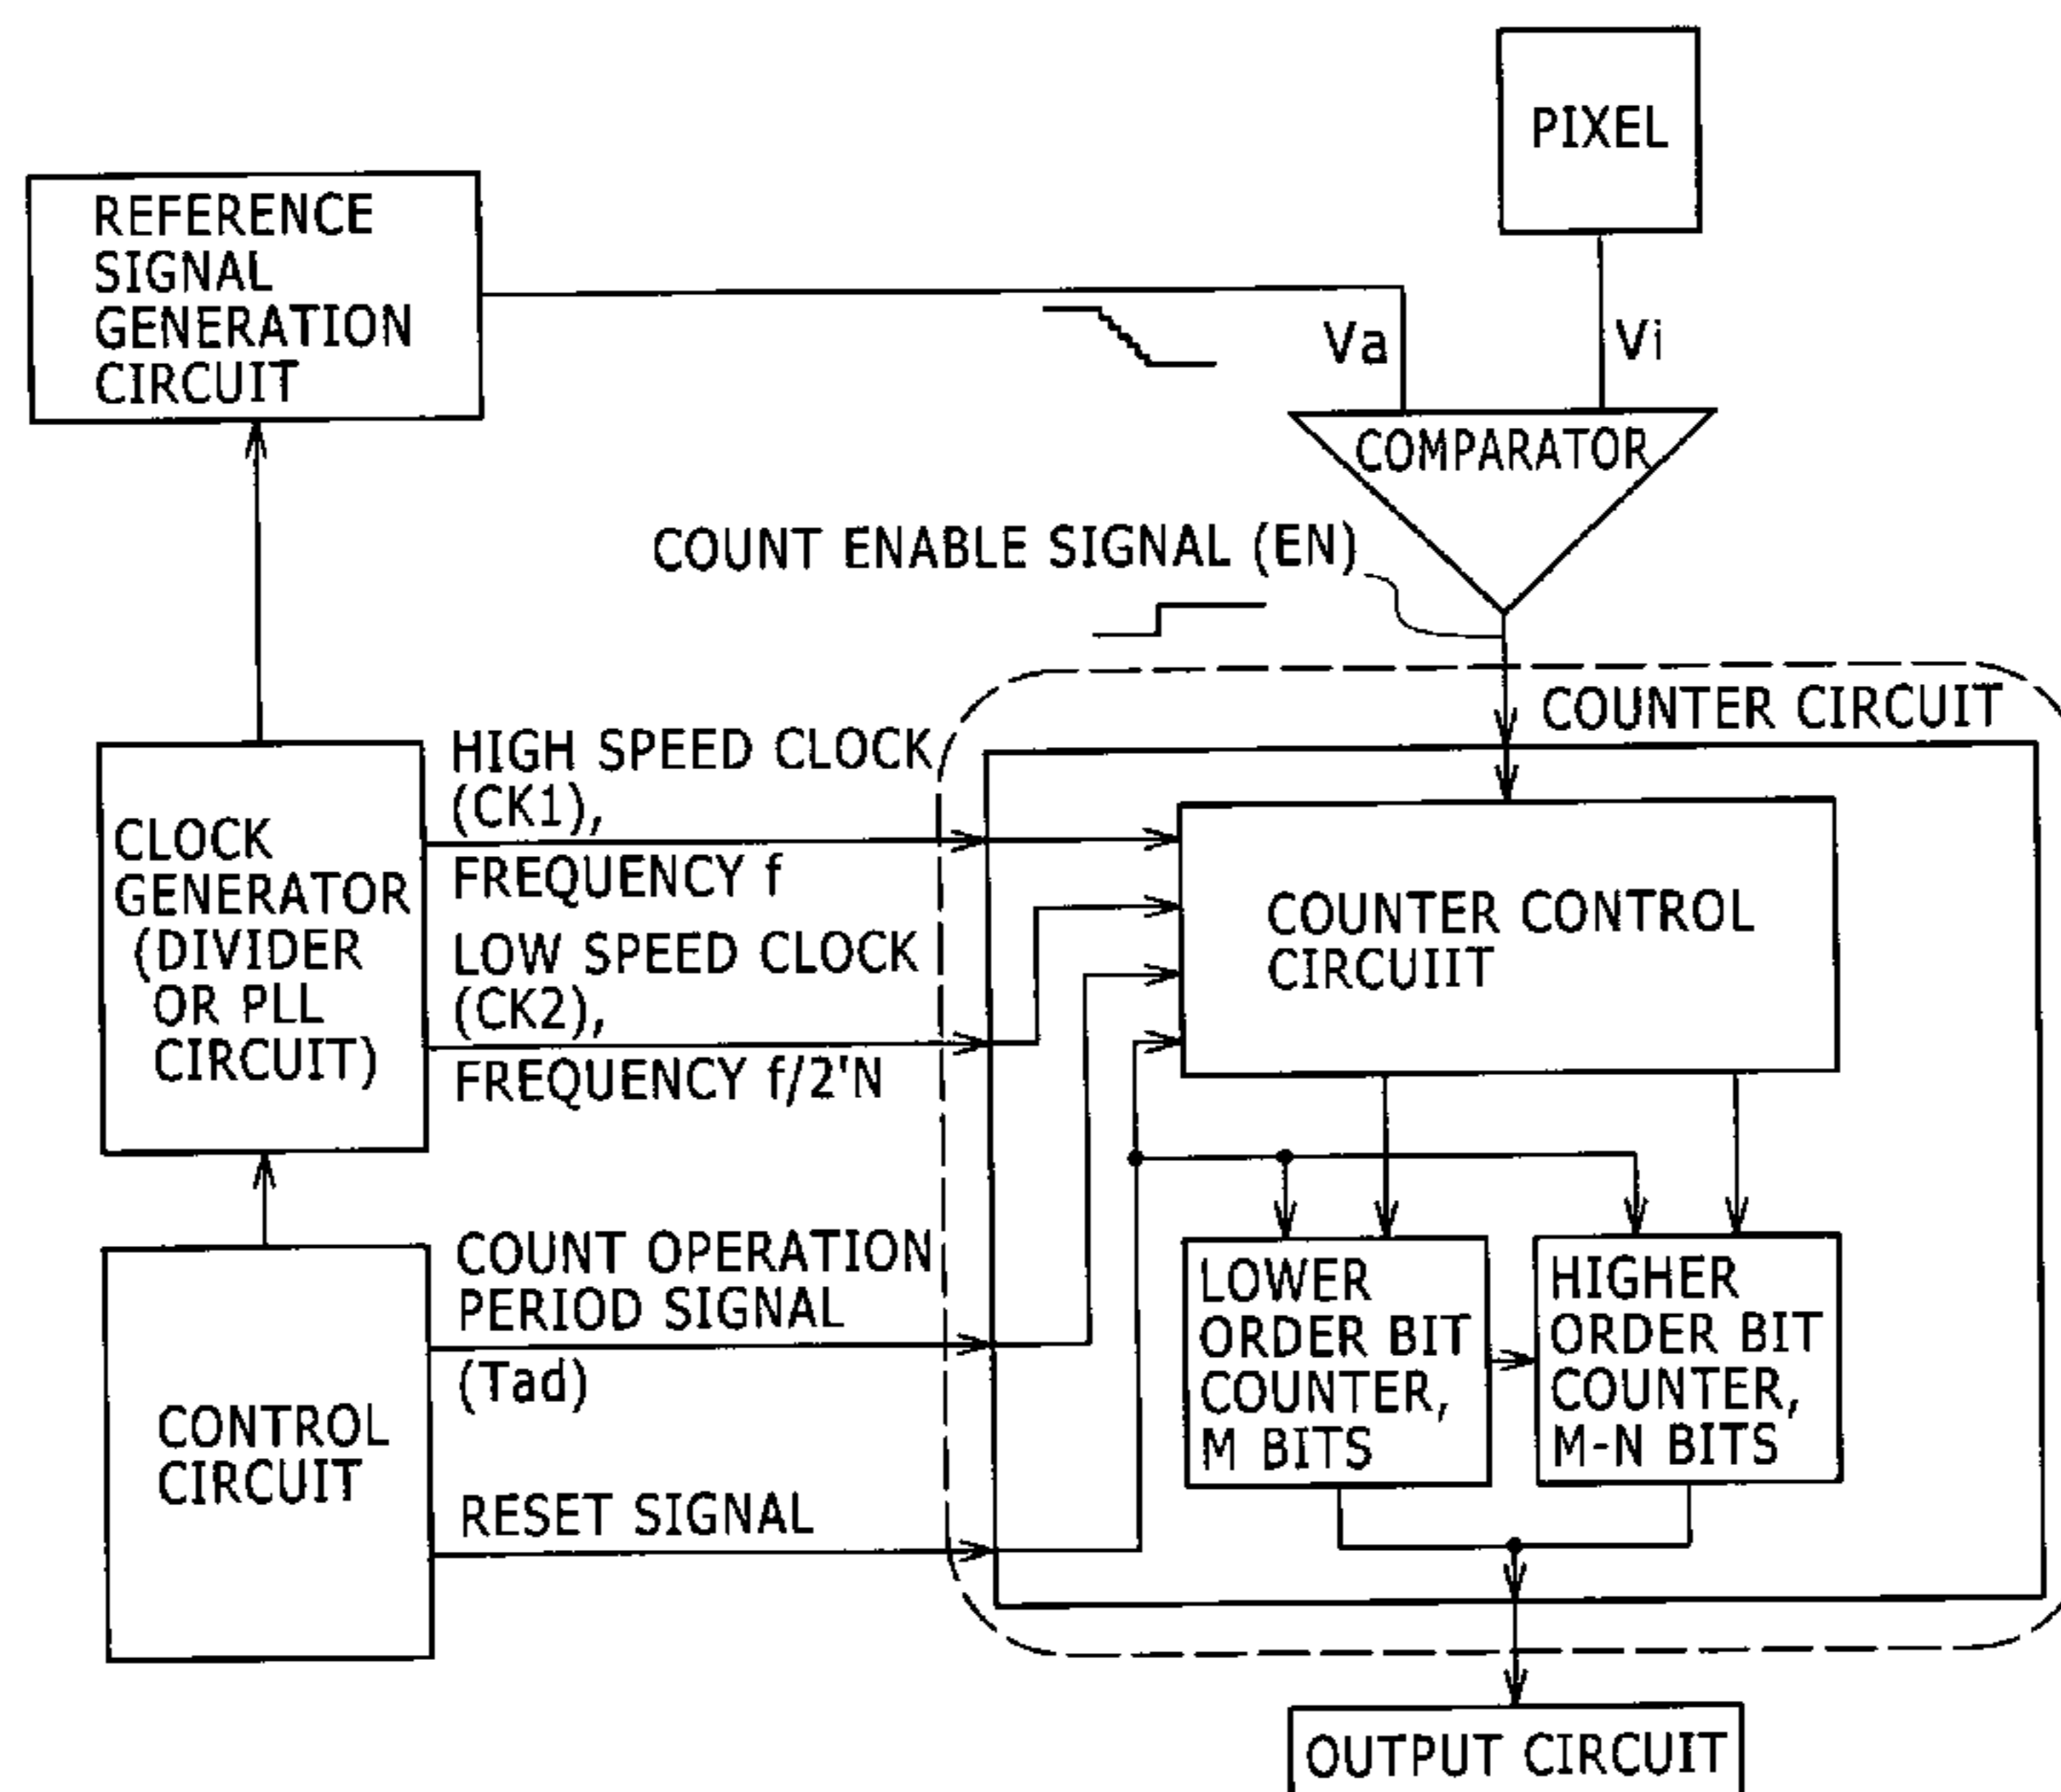 PIXEL
REFERENCE
SIGNAL
GENERATION
CIRCUIT
Va
Vi
COMPARATOR
COUNT ENABLE SIGNAL (EN)
COUNTER CIRCUIT
HIGH SPEED CLOCK
(CK1),
FREQUENCY f
CLOCK
GENERATOR
(DIVIDER
OR PLL
CIRCUIT)
LOW SPEED CLOCK
(CK2),
FREQUENCY f/2'N
COUNTER CONTROL
CIRCUIIT
COUNT OPERATION
PERIOD SIGNAL
(Tad)
CONTROL
CIRCUIT
RESET SIGNAL
LOWER
ORDER BIT
COUNTER,
M BITS
HIGHER
ORDER BIT
COUNTER,
M-N BITS
OUTPUT CIRCUIT